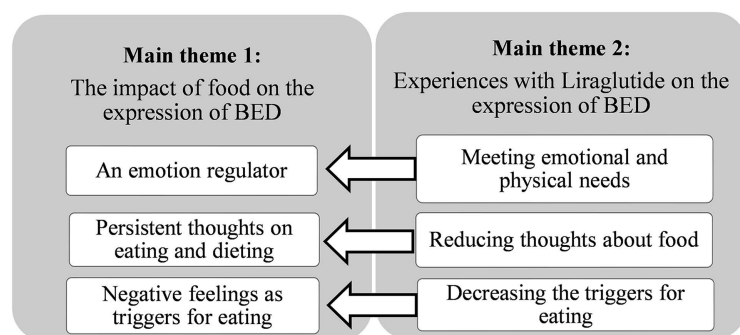 Main theme 1:
The impact of food on the
expression of BED
An emotion regulator
Persistent thoughts on
eating and dieting
Negative feelings as
triggers for eating
Main theme 2:
Experiences with Liraglutide on the
expression of BED
Meeting emotional and
physical needs
Reducing thoughts about food
Decreasing the triggers for
eating